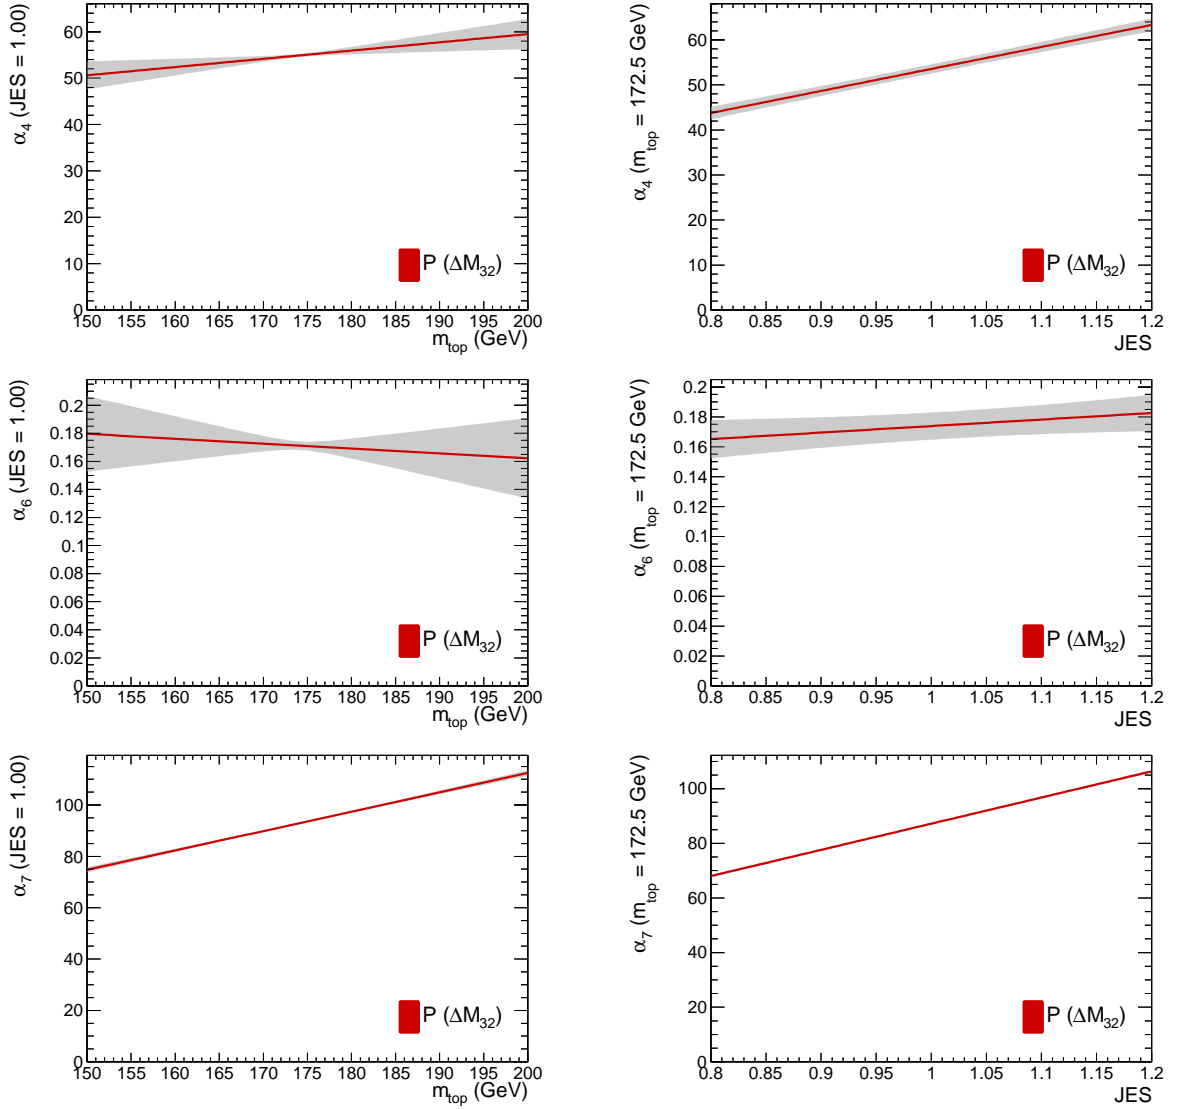 α4 (JES = 1.00)
60
50
40
30
20
10
0
P (ΔM32)
150 155 160 165 170 175 180 185 190 195 200
mtop (GeV)
α4 (mtop = 172.5 GeV)
60
50
40
30
20
10
0
P (ΔM32)
0.8 0.85 0.9 0.95 1 1.05 1.1 1.15 1.2
JES
α6 (JES = 1.00)
0.2
0.18
0.16
0.14
0.12
0.1
0.08
0.06
0.04
0.02
0
P (ΔM32)
150 155 160 165 170 175 180 185 190 195 200
mtop (GeV)
α6 (mtop = 172.5 GeV)
0.2
0.18
0.16
0.14
0.12
0.1
0.08
0.06
0.04
0.02
0
P (ΔM32)
0.8 0.85 0.9 0.95 1 1.05 1.1 1.15 1.2
JES
α7 (JES = 1.00)
100
80
60
40
20
0
P (ΔM32)
150 155 160 165 170 175 180 185 190 195 200
mtop (GeV)
α7 (mtop = 172.5 GeV)
100
80
60
40
20
0
P (ΔM32)
0.8 0.85 0.9 0.95 1 1.05 1.1 1.15 1.2
JES